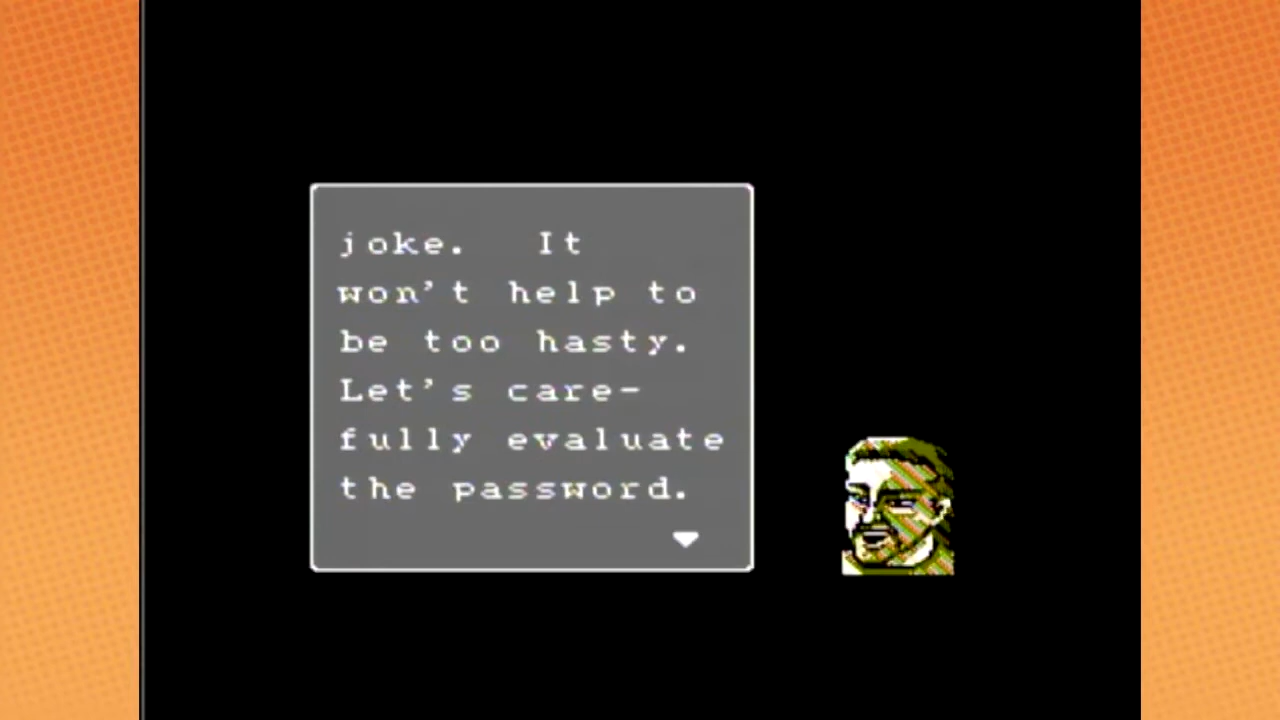 joke. It
won't help to
be too hasty.
Let's care-
fully evaluate
the password.